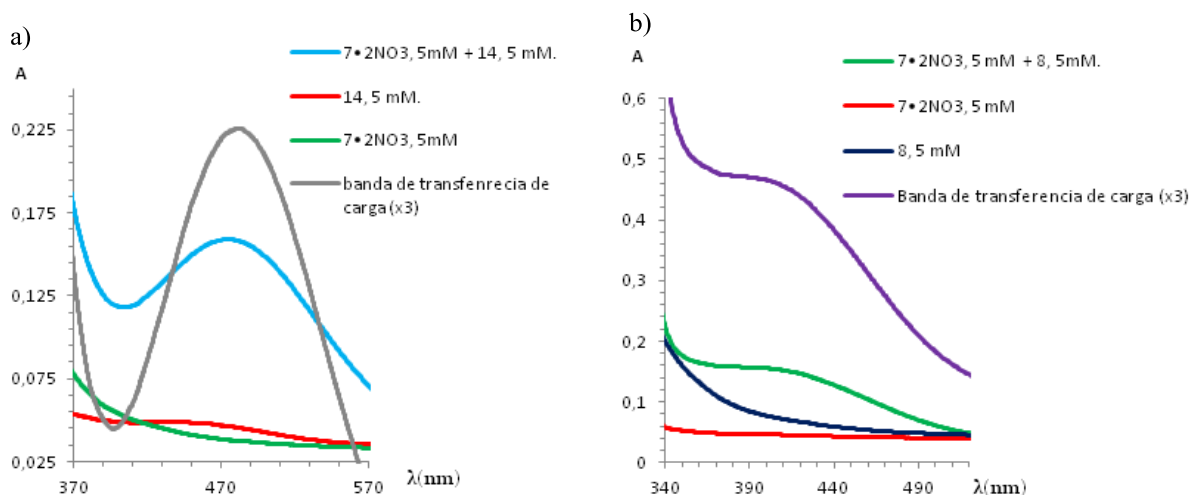 a)
A
7•2NO3, 5mM + 14, 5 mM.
14, 5 mM.
7•2NO3, 5mM
banda de transfenrecia de
carga (x3)
0,225
0,175
0,125
0,075
0,025
370
470
570
λ(nm)
b)
A
7•2NO3, 5mM + 8, 5mM.
7•2NO3, 5 mM
8, 5 mM
Banda de transferencia de carga (x3)
0,6
0,5
0,4
0,3
0,2
0,1
0
340
390
440
490
λ(nm)